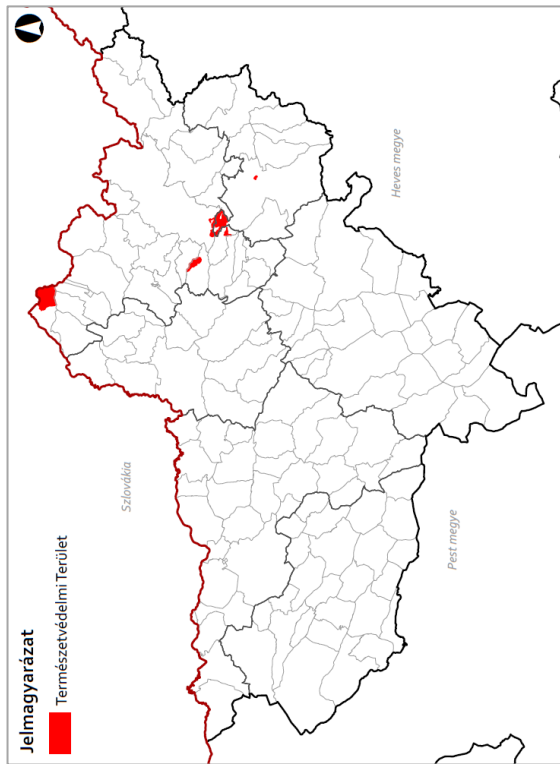 Jelmagyarázat
Természetvédelmi Terület
Szlovákia
Heves megye
Pest megye